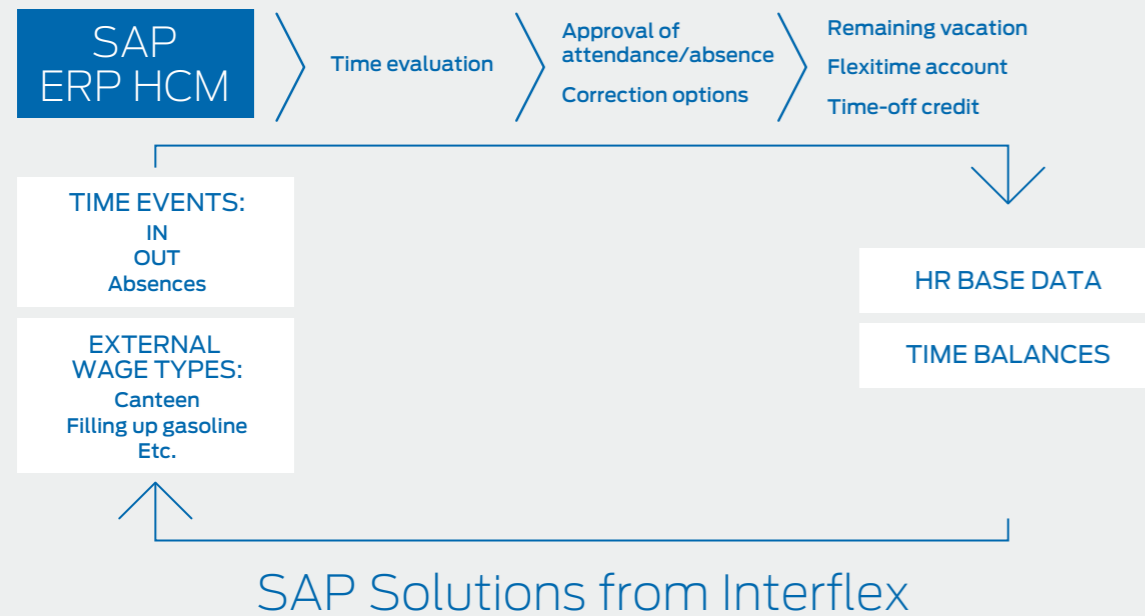 SAP
ERP HCM
Time evaluation
Approval of
attendance/absence
Correction options
Remaining vacation
Flexitime account
Time-off credit
TIME EVENTS:
IN
OUT
Absences
EXTERNAL
WAGE TYPES:
Canteen
Filling up gasoline
Etc.
HR BASE DATA
TIME BALANCES
SAP Solutions from Interflex